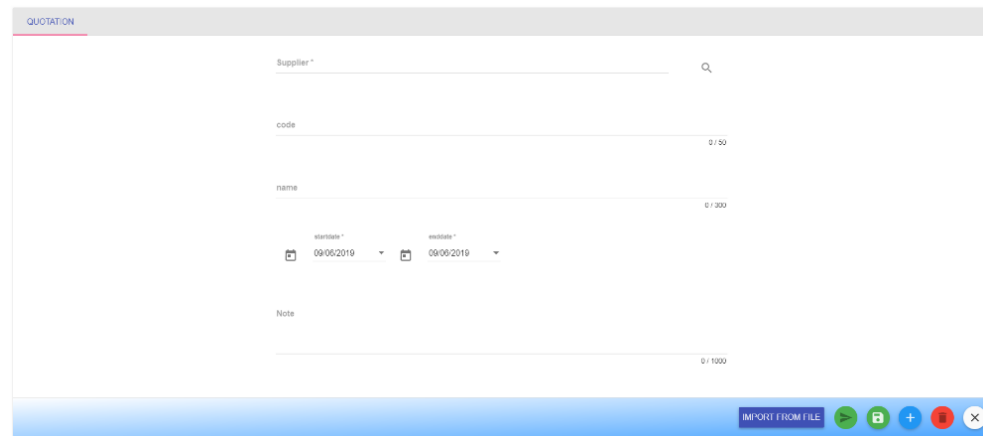 QUOTATION
Supplier *
code
0 / 50
name
0 / 300
startdate * enddate *
09/06/2019 09/06/2019
Note
0 / 1000
IMPORT FROM FILE